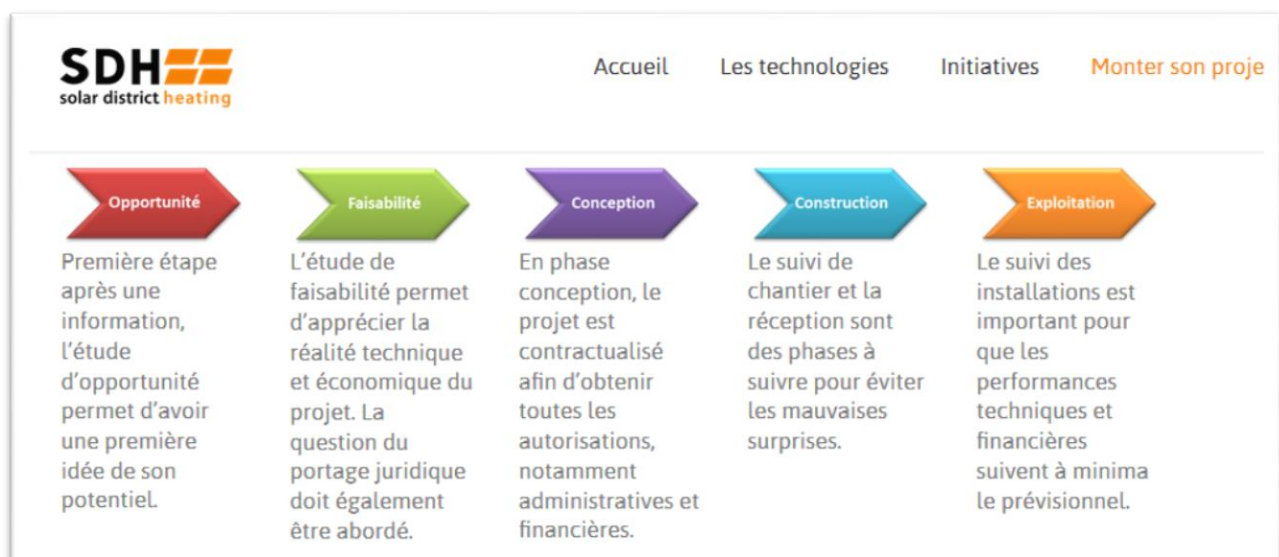 SDH
solar district heating
Accueil Les technologies Initiatives Monter son proje
Opportunité
Première étape
après une
information,
l'étude
d'opportunité
permet d'avoir
une première
idée de son
potentiel.
Faisabilité
L'étude de
faisabilité permet
d'apprécier la
réalité technique
et économique du
projet. La
question du
portage juridique
doit également
être abordé.
Conception
En phase
conception, le
projet est
contractualisé
afin d'obtenir
toutes les
autorisations,
notamment
administratives et
financières.
Construction
Le suivi de
chantier et la
réception sont
des phases à
suivre pour éviter
les mauvaises
surprises.
Exploitation
Le suivi des
installations est
important pour
que les
performances
techniques et
financières
suivent à minima
le prévisionnel.